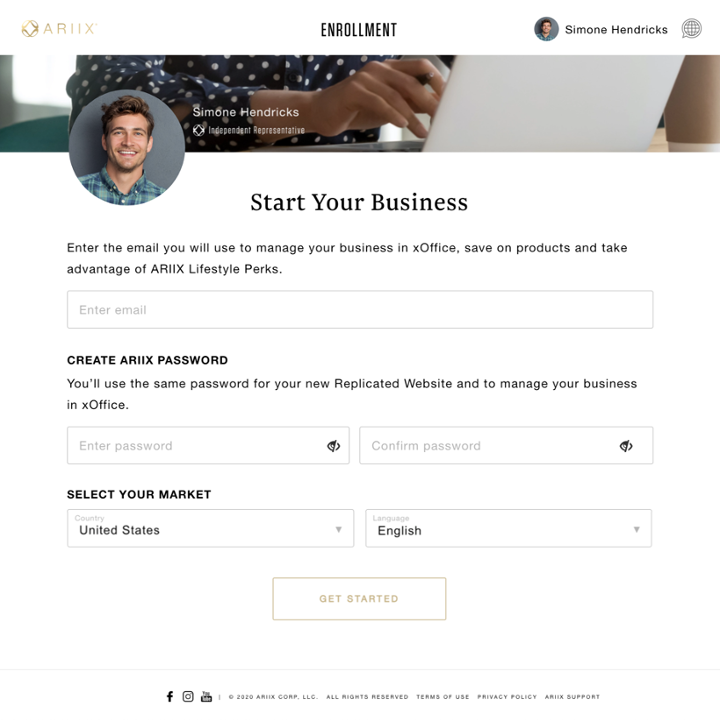 ARIIX
ENROLLMENT
Simone Hendricks
Simone Hendricks
Independent Representative
Start Your Business
Enter the email you will use to manage your business in xOffice, save on products and take
advantage of ARIIX Lifestyle Perks.
Enter email
CREATE ARIIX PASSWORD
You’ll use the same password for your new Replicated Website and to manage your business
in xOffice.
Enter password
Confirm password
SELECT YOUR MARKET
Country
United States
Language
English
GET STARTED
You Tube | © 2020 ARIIX CORP, LLC. ALL RIGHTS RESERVED TERMS OF USE PRIVACY POLICY ARIIX SUPPORT